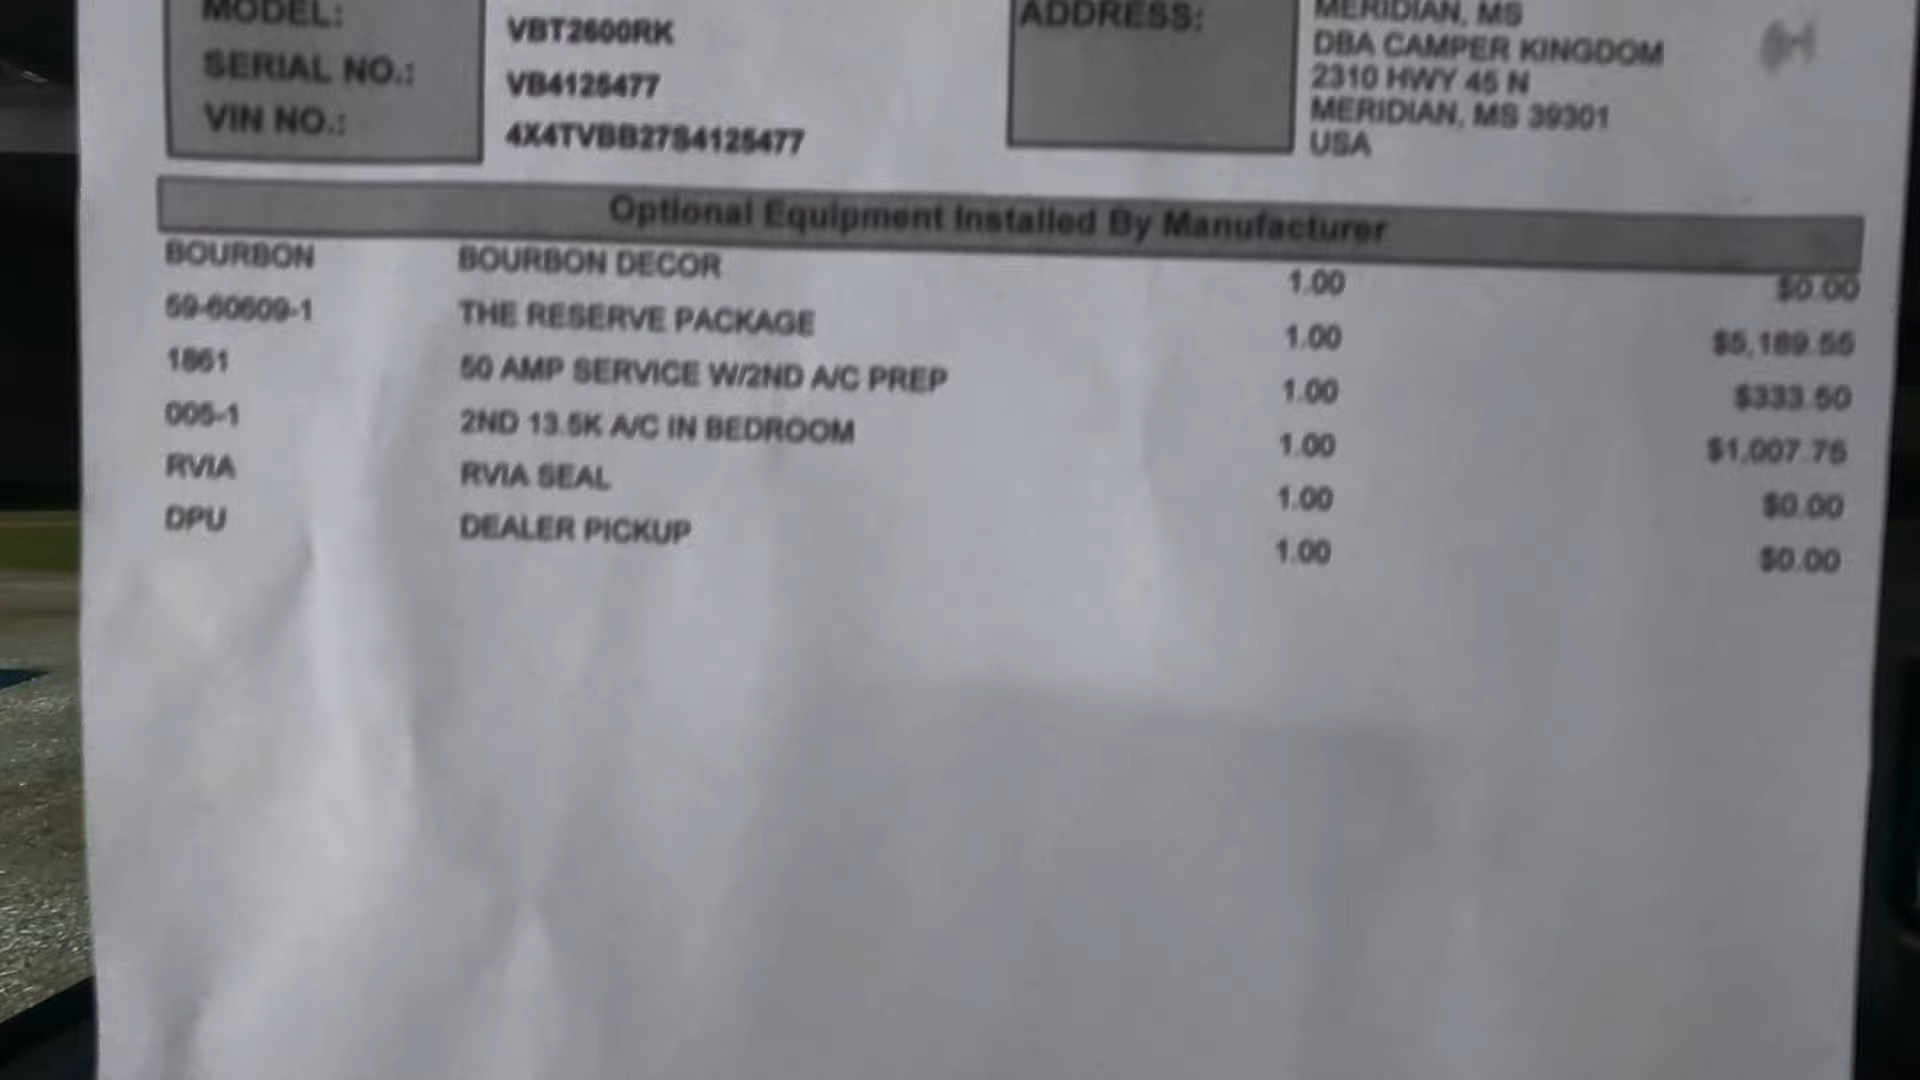 MODEL: VBT2600RK
SERIAL NO.: VB4125477
VIN NO.: 4X4TVBB27S4125477
ADDRESS: MERIDIAN, MS
DBA CAMPER KINGDOM
2310 HWY 45 N
MERIDIAN, MS 39301
USA
Optional Equipment Installed By Manufacturer
BOURBON BOURBON DECOR 1.00 $0.00
59-60609-1 THE RESERVE PACKAGE 1.00 $5,189.55
1861 50 AMP SERVICE W/2ND A/C PREP 1.00 $333.50
005-1 2ND 13.5K A/C IN BEDROOM 1.00 $1,007.75
RVIA RVIA SEAL 1.00 $0.00
DPU DEALER PICKUP 1.00 $0.00